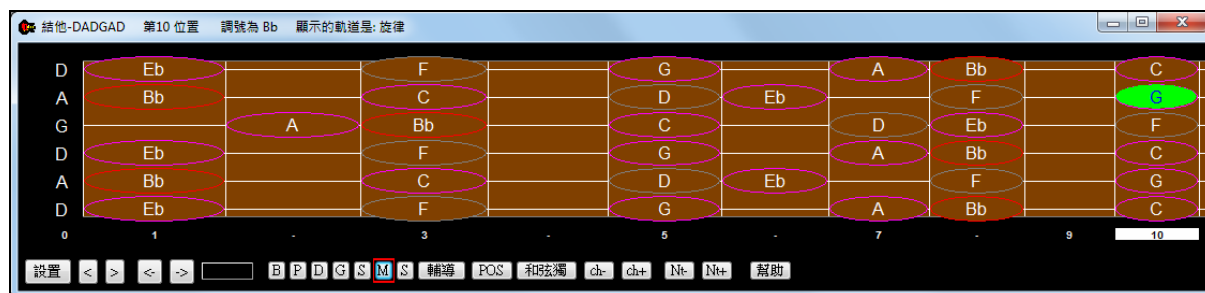 結他-DADGAD 第10 位置 調號為 Bb 顯示的軌道是: 旋律
D Eb F G A Bb C
A Bb C D Eb F G
G A Bb C D Eb F
D Eb F G A Bb C
A Bb C D Eb F G
D Eb F G A Bb C
0 1 - 3 - 5 - 7 - 9 10
設置 < > <- -> B P D G S M S 輔導 POS 和弦獨 ch- ch+ Nt- Nt+ 幫助